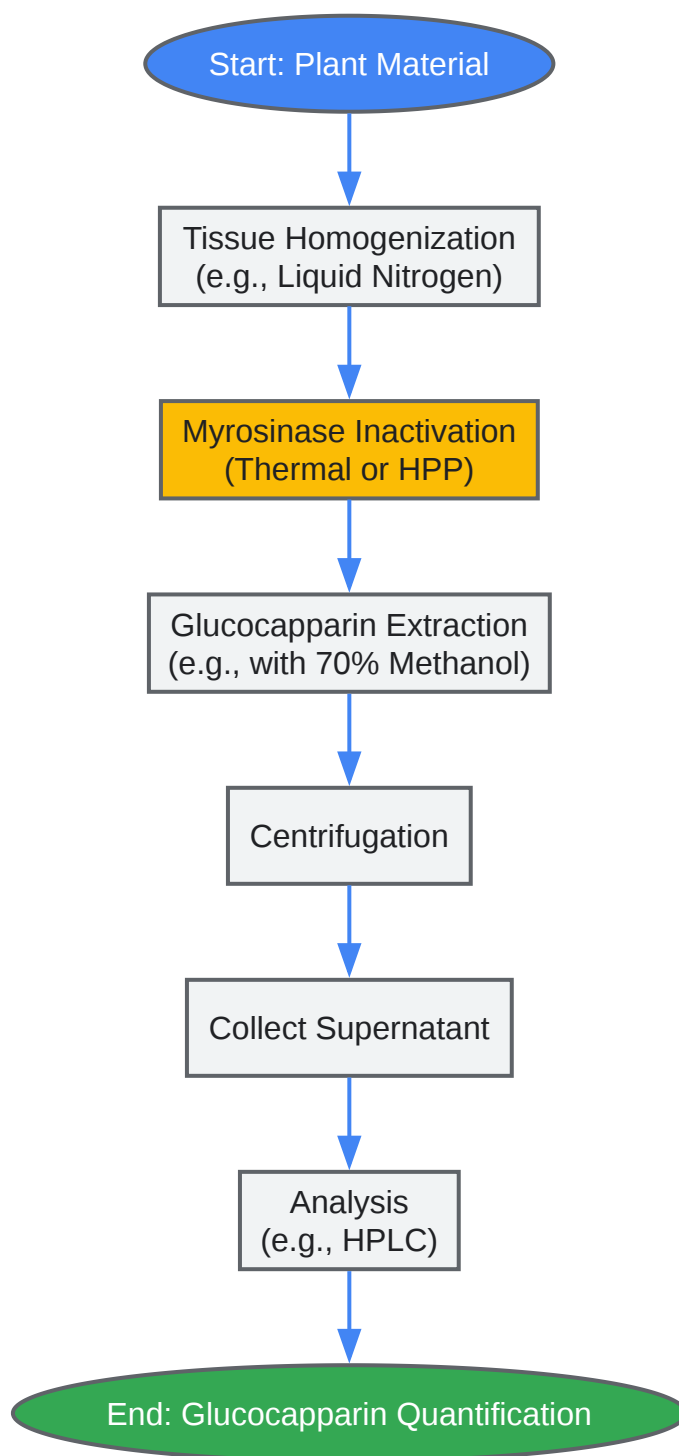 Start: Plant Material
Tissue Homogenization
(e.g., Liquid Nitrogen)
Myrosinase Inactivation
(Thermal or HPP)
Glucocapparin Extraction
(e.g., with 70% Methanol)
Centrifugation
Collect Supernatant
Analysis
(e.g., HPLC)
End: Glucocapparin Quantification